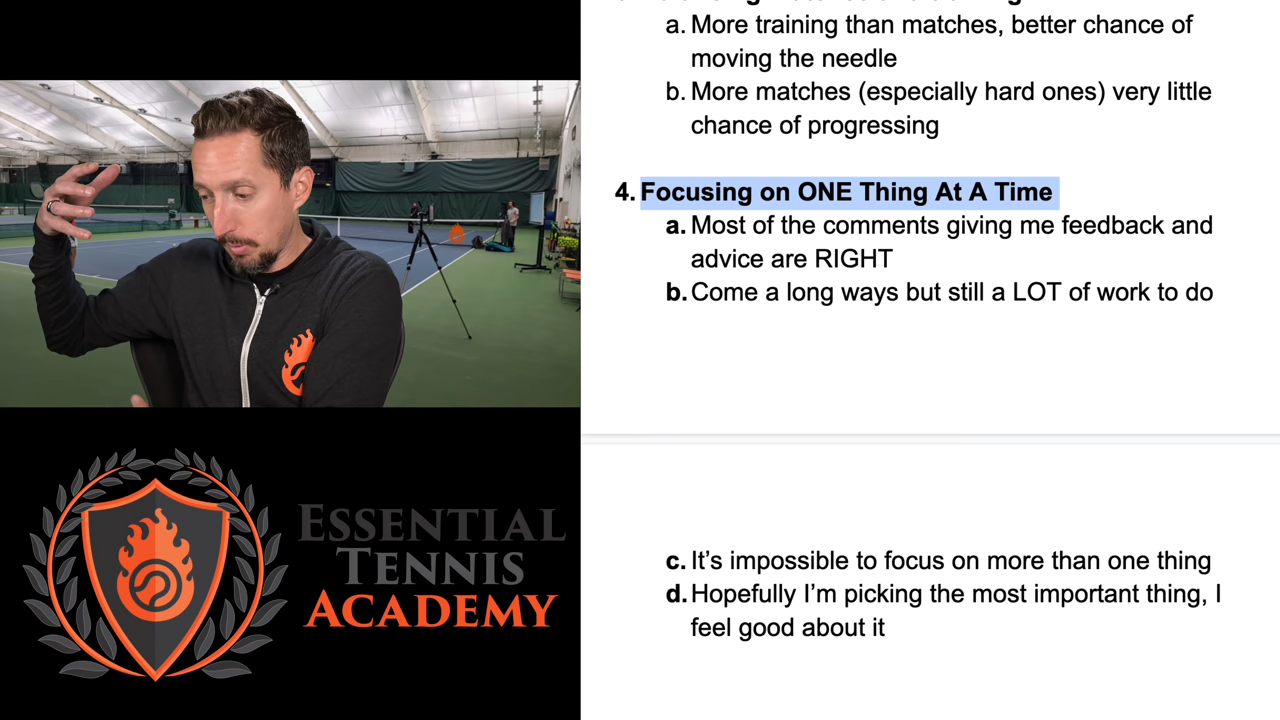 a. More training than matches, better chance of
moving the needle
b. More matches (especially hard ones) very little
chance of progressing
4. Focusing on ONE Thing At A Time
a. Most of the comments giving me feedback and
advice are RIGHT
b. Come a long ways but still a LOT of work to do
c. It’s impossible to focus on more than one thing
d. Hopefully I’m picking the most important thing, I
feel good about it
ESSENTIAL
TENNIS
ACADEMY